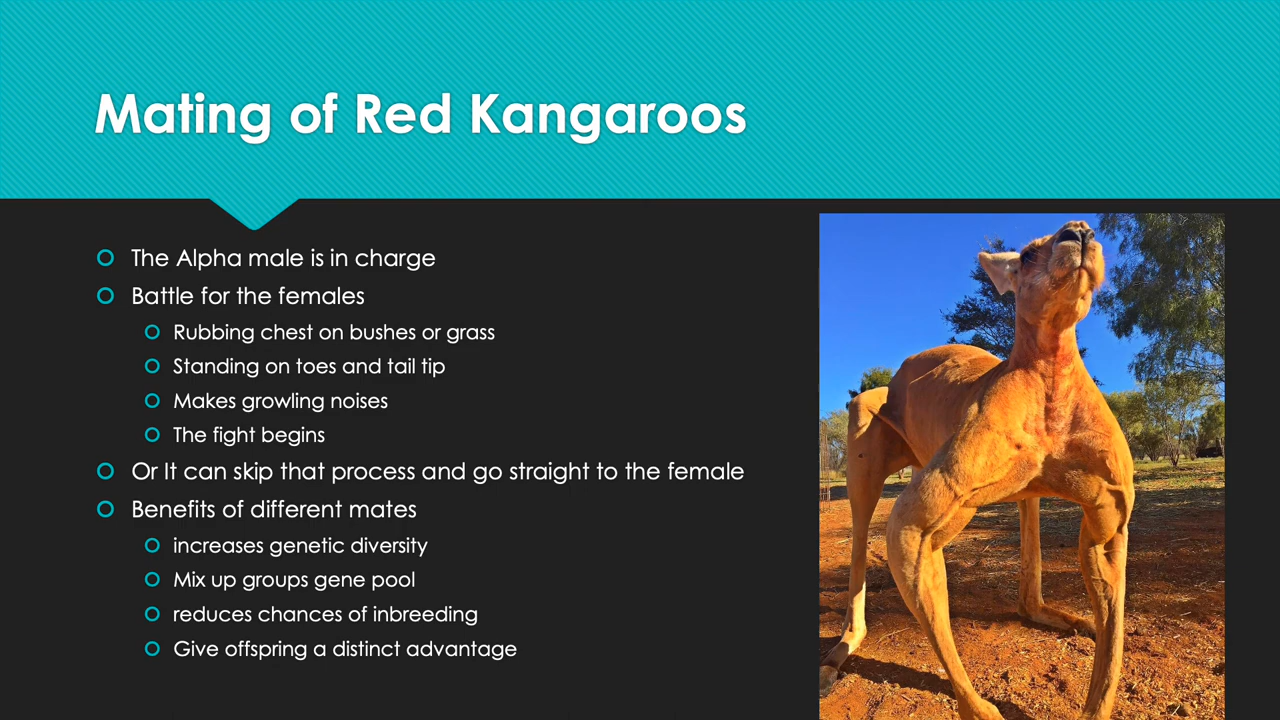 Mating of Red Kangaroos
The Alpha male is in charge
Battle for the females
Rubbing chest on bushes or grass
Standing on toes and tail tip
Makes growling noises
The fight begins
Or It can skip that process and go straight to the female
Benefits of different mates
increases genetic diversity
Mix up groups gene pool
reduces chances of inbreeding
Give offspring a distinct advantage